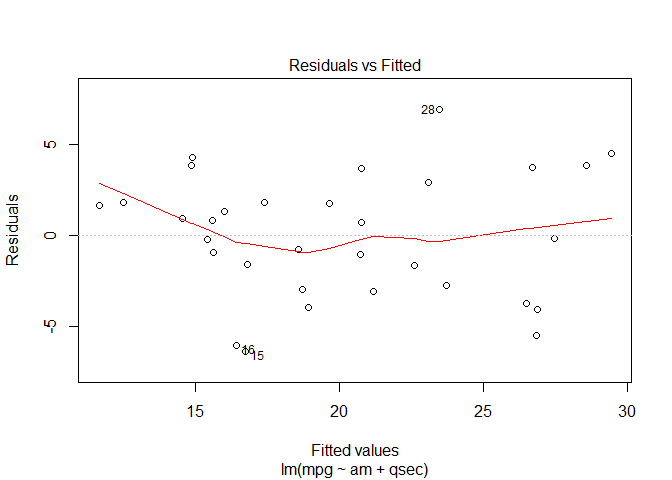 Residuals vs Fitted
28
5
0
-5
16
15
Residuals
15 20 25 30
Fitted values
lm(mpg ~ am + qsec)